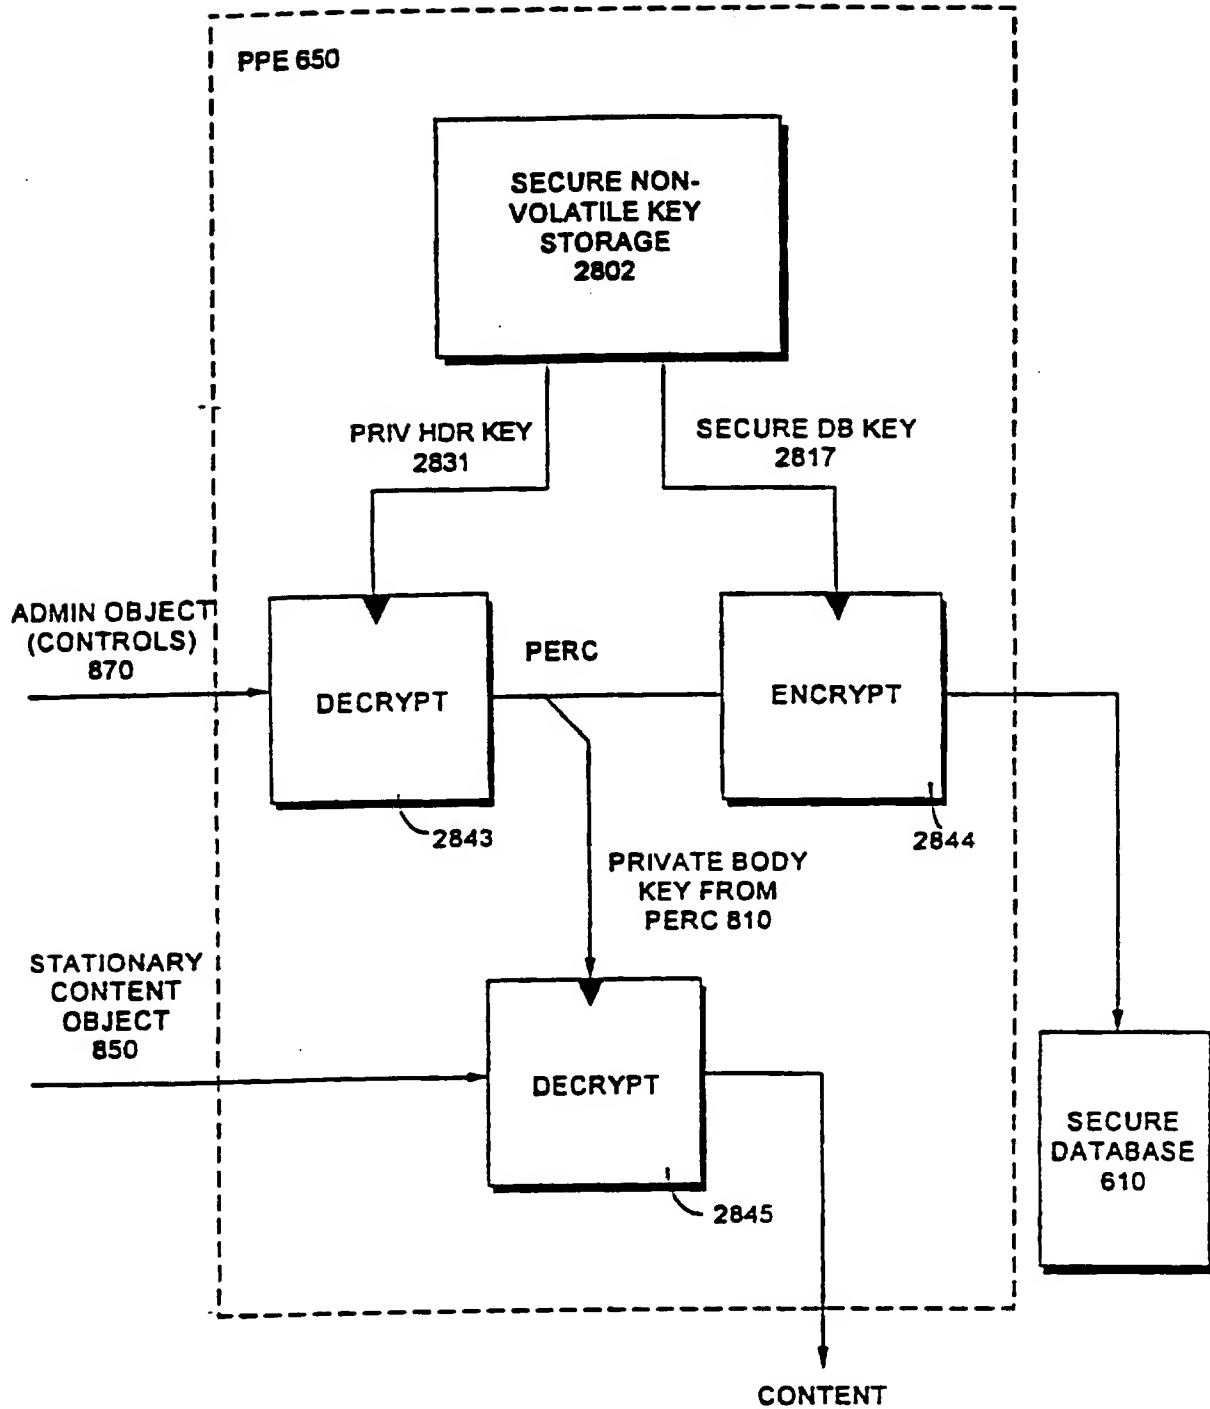 PPE 650
SECURE NON-
VOLATILE KEY
STORAGE
2802
PRIV HDR KEY
2831
SECURE DB KEY
2817
ADMIN OBJECT
(CONTROLS)
870
DECRYPT
PERC
ENCRYPT
2843
2844
PRIVATE BODY
KEY FROM
PERC 810
STATIONARY
CONTENT
OBJECT
850
DECRYPT
2845
SECURE
DATABASE
610
CONTENT